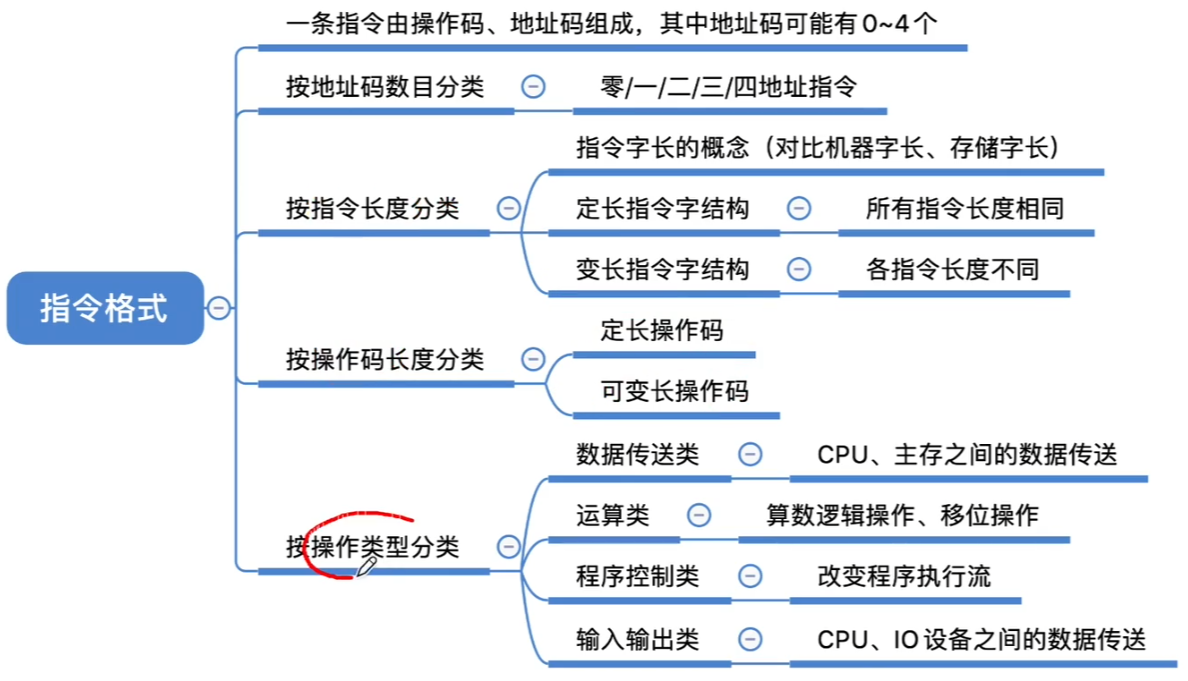 一条指令由操作码、地址码组成，其中地址码可能有0~4个
按地址码数目分类
零/一/二/三/四地址指令
指令字长的概念（对比机器字长、存储字长）
按指令长度分类
定长指令字结构
所有指令长度相同
变长指令字结构
各指令长度不同
指令格式
定长操作码
按操作码长度分类
可变长操作码
数据传送类
CPU、主存之间的数据传送
运算类
算数逻辑操作、移位操作
按操作类型分类
程序控制类
改变程序执行流
输入输出类
CPU、IO设备之间的数据传送